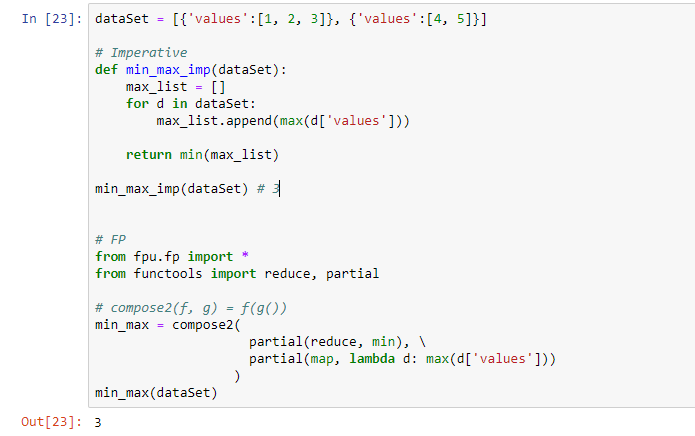 In [23]: dataSet = [{'values':[1, 2, 3]}, {'values':[4, 5]}]
# Imperative
def min_max_imp(dataSet):
    max_list = []
    for d in dataSet:
        max_list.append(max(d['values']))
    return min(max_list)
min_max_imp(dataSet) # 3
# FP
from fpu.fp import *
from functools import reduce, partial
# compose2(f, g) = f(g())
min_max = compose2(
                    partial(reduce, min), \
                    partial(map, lambda d: max(d['values']))
                  )
min_max(dataSet)
Out[23]: 3